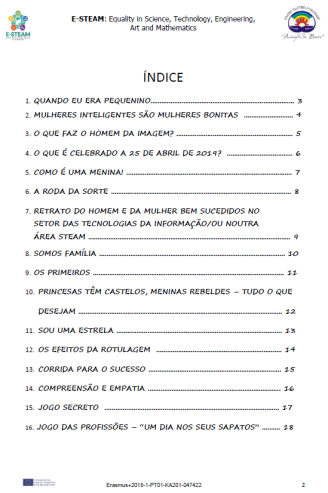 E-STEAM
E-STEAM: Equality in Science, Technology, Engineering,
Art and Mathematics
ÍNDICE
1. QUANDO EU ERA PEQUENINO........ 3
2. MULHERES INTELIGENTES SÃO MULHERES BONITAS ........ 4
3. O QUE FAZ O HOMEM DA IMAGEM? ........ 5
4. O QUE É CELEBRADO A 25 DE ABRIL DE 2019? ........ 6
5. COMO É UMA MENINA! ........ 7
6. A RODA DA SORTE ........ 8
7. RETRATO DO HOMEM E DA MULHER BEM SUCEDIDOS NO
SETOR DAS TECNOLOGIAS DA INFORMAÇÃO/OU NOUTRA
ÁREA STEAM ........ 9
8. SOMOS FAMÍLIA ........ 10
9. OS PRIMEIROS ........ 11
10. PRINCESAS TÊM CASTELOS, MENINAS REBELDES – TUDO O QUE
DESEJAM ........ 12
11. SOU UMA ESTRELA ........ 13
12. OS EFEITOS DA ROTULAGEM ........ 14
13. CORRIDA PARA O SUCESSO ........ 15
14. COMPREENSÃO E EMPATIA ........ 16
15. JOGO SECRETO ........ 17
16. JOGO DAS PROFISSÕES – “UM DIA NOS SEUS SAPATOS” ........ 18
Erasmus+2018-1-PT01-KA201-047422
2